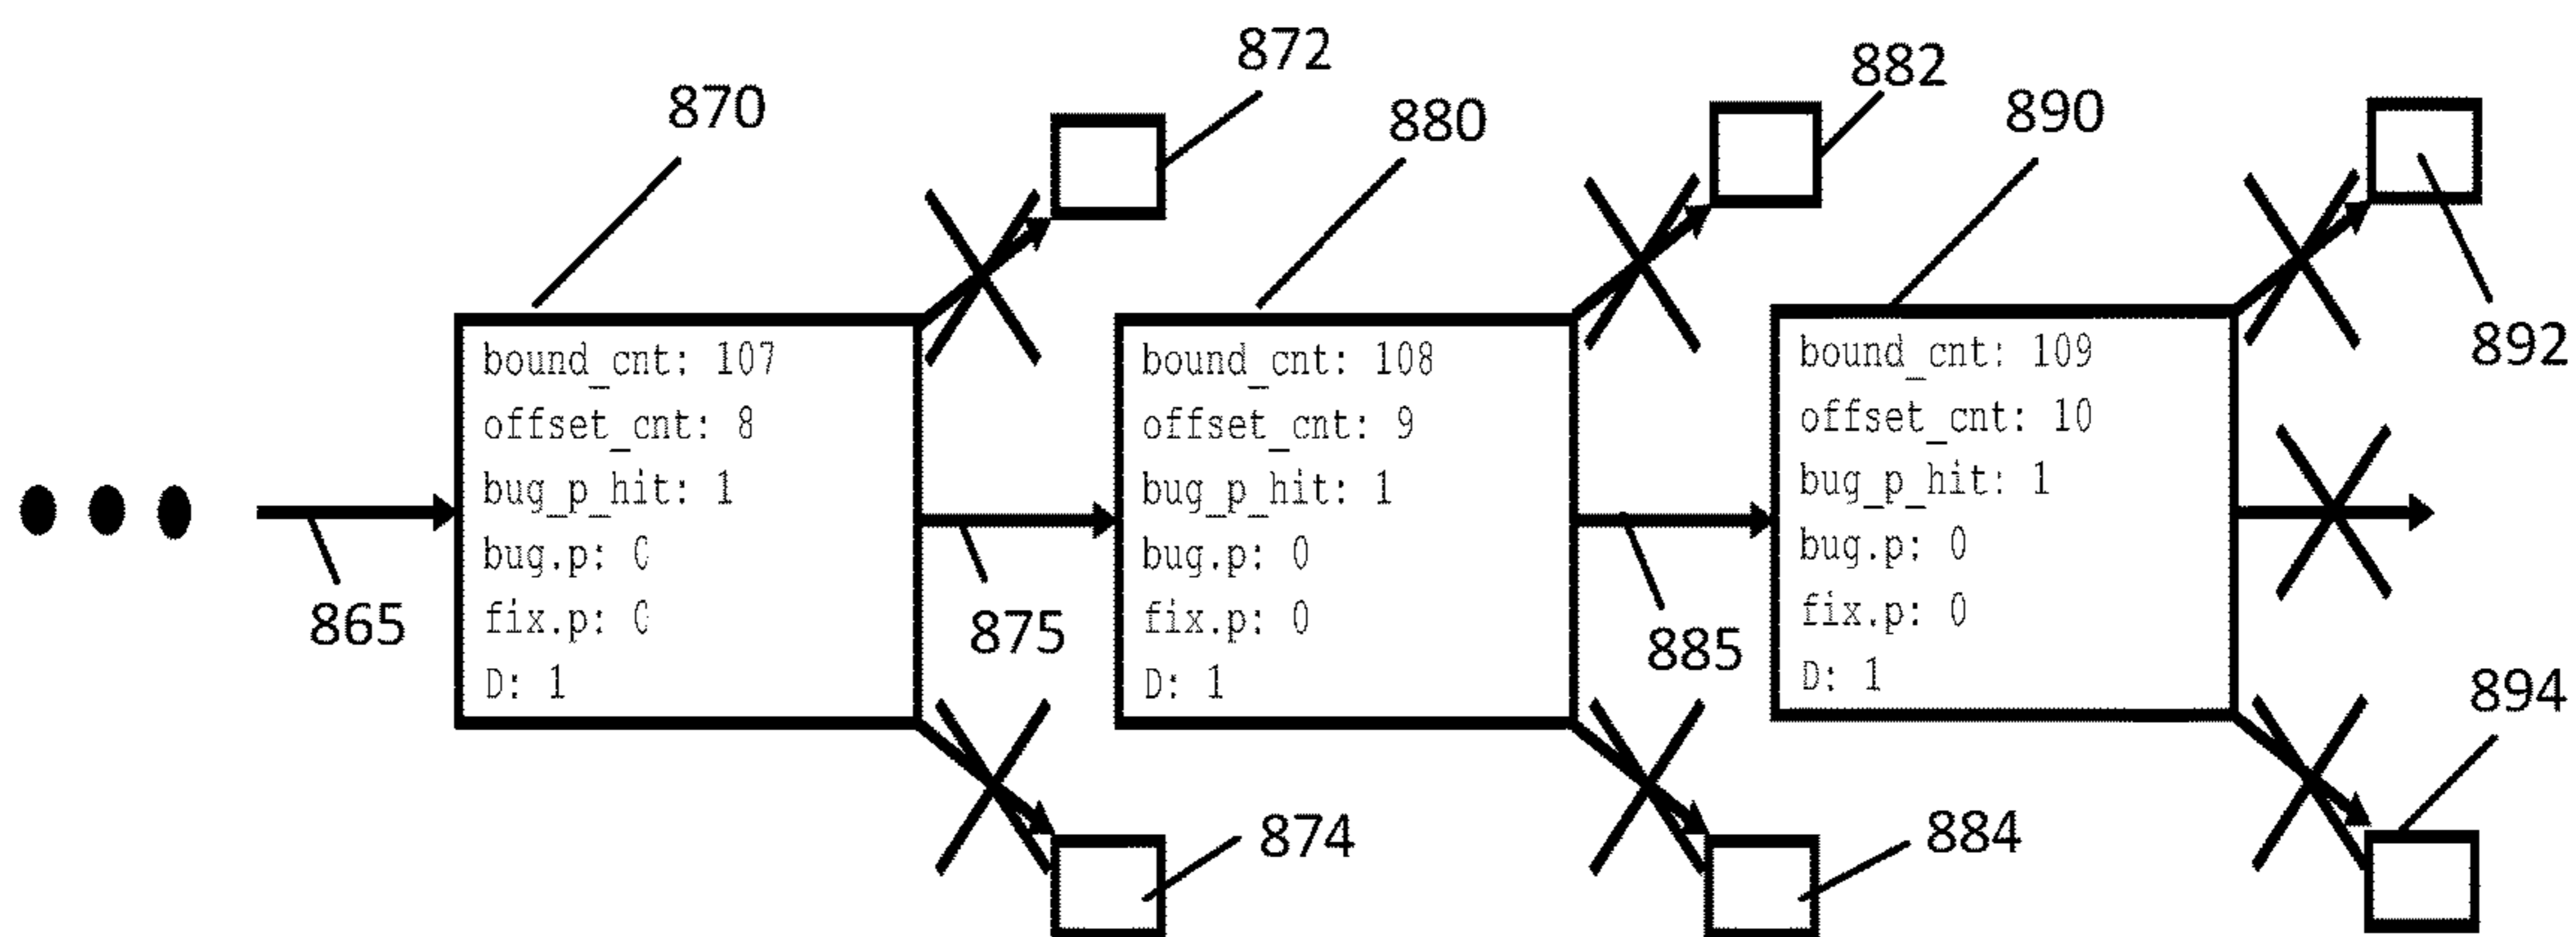 872
882
870
880
890
892
bound_cnt: 107
offset_cnt: 8
bug_p_hit: 1
bug.p: 0
fix.p: 0
D: 1
bound_cnt: 108
offset_cnt: 9
bug_p_hit: 1
bug.p: 0
fix.p: 0
D: 1
bound_cnt: 109
offset_cnt: 10
bug_p_hit: 1
bug.p: 0
fix.p: 0
D: 1
865
875
885
894
874
884